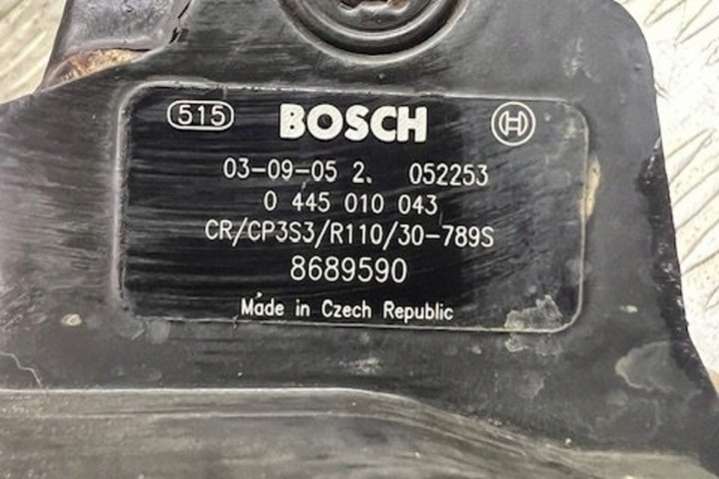 515 BOSCH
03-09-05 2. 052253
0 445 010 043
CR/CP3S3/R110/30-789S
8689590
Made in Czech Republic